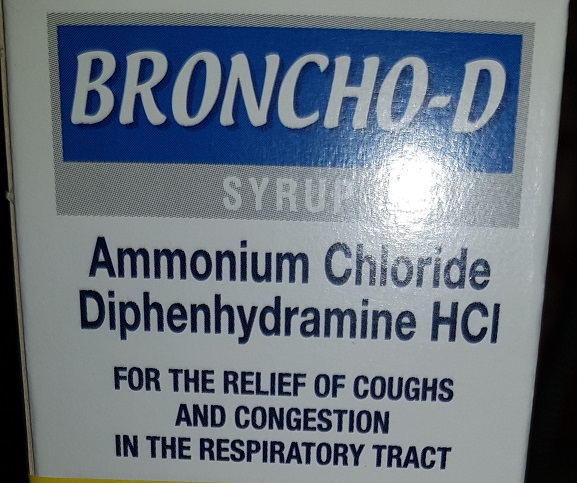 BRONCHO-D
SYRUP
Ammonium Chloride
Diphenhydramine HCl
FOR THE RELIEF OF COUGHS
AND CONGESTION
IN THE RESPIRATORY TRACT